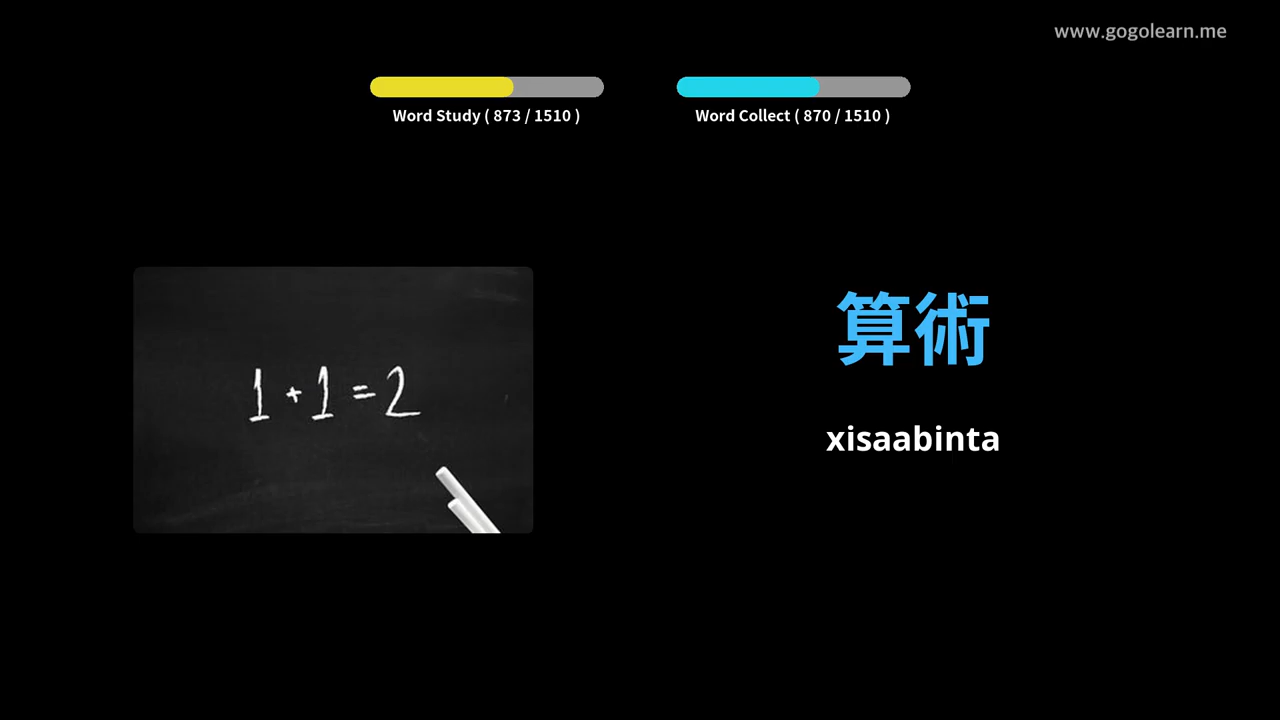 www.gogolearn.me
Word Study ( 873 / 1510 )
Word Collect ( 870 / 1510 )
1 + 1 = 2
算術
xisaabinta